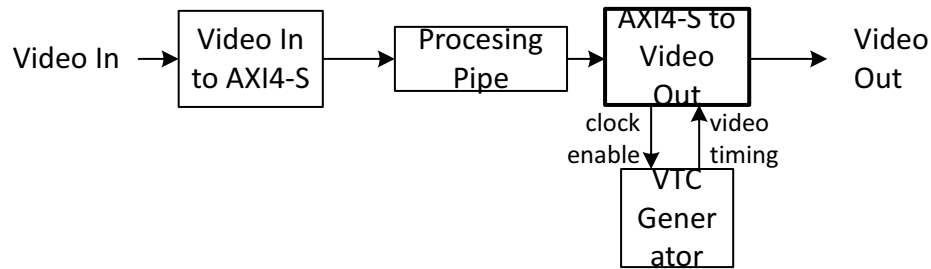 Video In
Video In
to AXI4-S
Procesing
Pipe
AXI4-S to
Video
Out
Video
Out
clock
enable
video
timing
VTC
Gener
ator